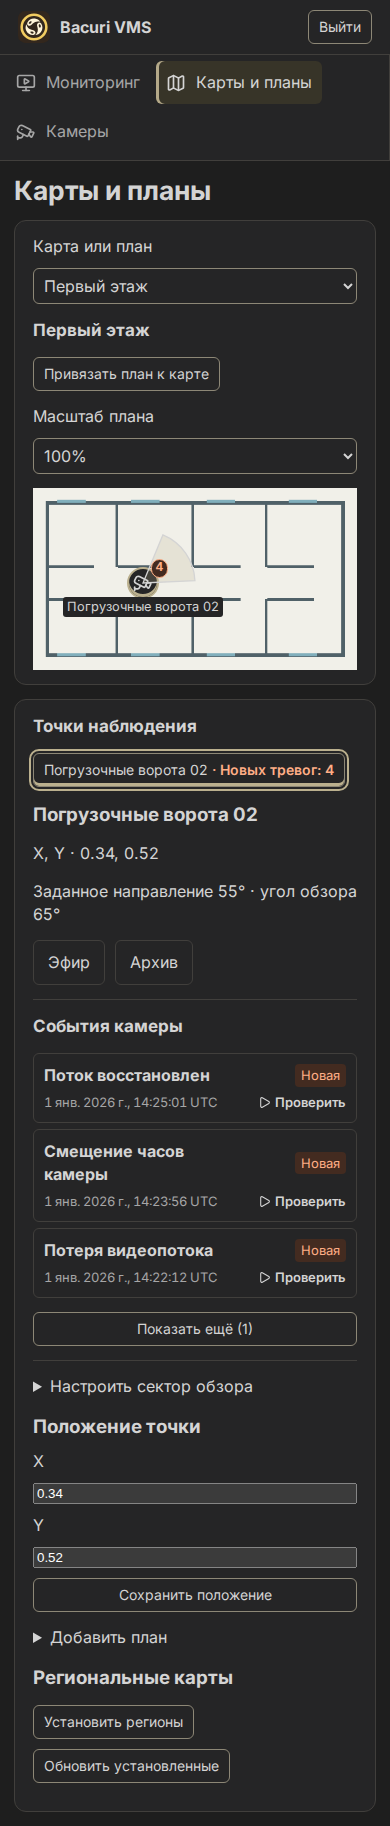 Bacuri VMS
Выйти
Мониторинг
Карты и планы
Камеры
Карты и планы
Карта или план
Первый этаж
Первый этаж
Привязать план к карте
Масштаб плана
100%
4
Погрузочные ворота 02
Точки наблюдения
Погрузочные ворота 02 · Новых тревог: 4
Погрузочные ворота 02
X, Y · 0.34, 0.52
Заданное направление 55° · угол обзора
65°
Эфир
Архив
События камеры
Поток восстановлен
Новая
1 янв. 2026 г., 14:25:01 UTC
Проверить
Смещение часов
камеры
Новая
1 янв. 2026 г., 14:23:56 UTC
Проверить
Потеря видеопотока
Новая
1 янв. 2026 г., 14:22:12 UTC
Проверить
Показать ещё (1)
Настроить сектор обзора
Положение точки
X
0.34
Y
0.52
Сохранить положение
Добавить план
Региональные карты
Установить регионы
Обновить установленные